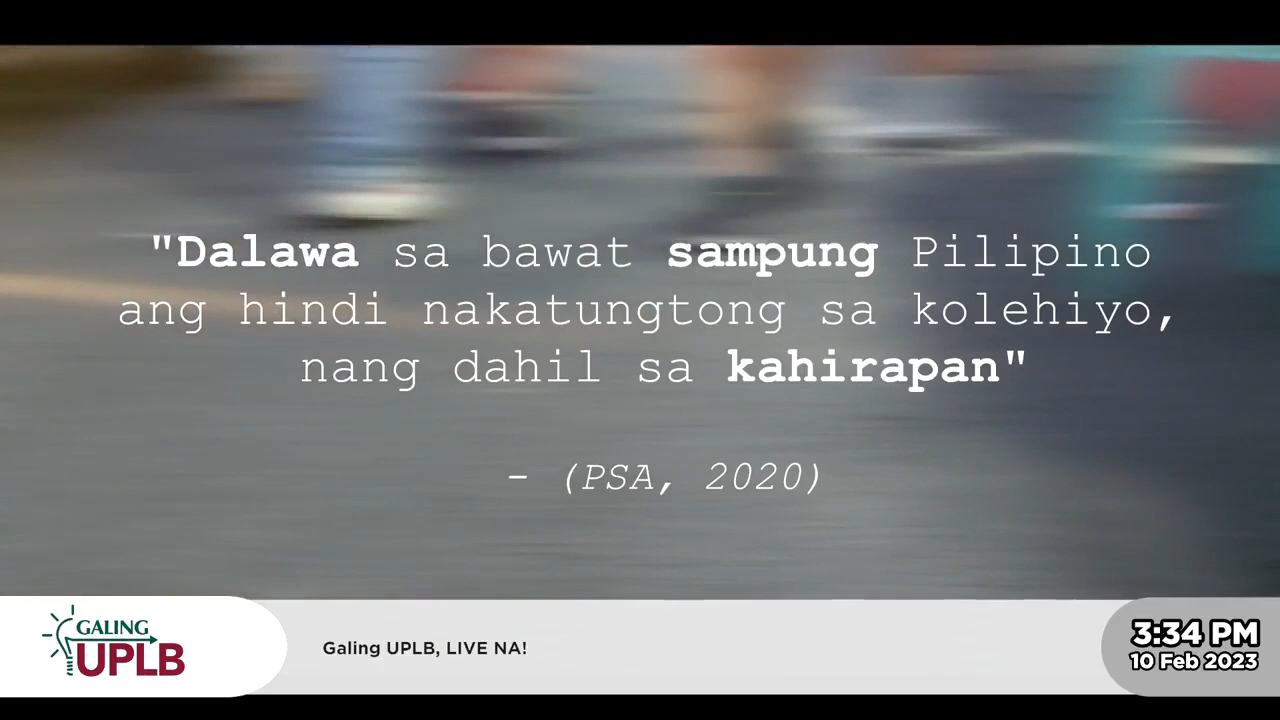 "Dalawa sa bawat sampung Pilipino
ang hindi nakatungtong sa kolehiyo,
nang dahil sa kahirapan"
- (PSA, 2020)
GALING
UPLB
Galing UPLB, LIVE NA!
3:34 PM
10 Feb 2023